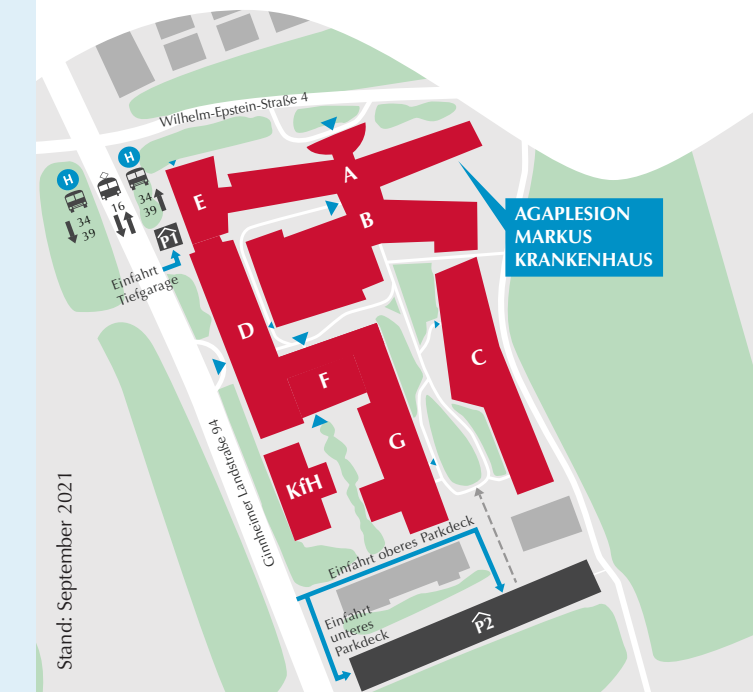 Wilhelm-Epstein-Straße 4
H
H
34
39
16
34
39
P1
Einfahrt
Tiefgarage
E
A
B
AGAPLESION
MARKUS
KRANKENHAUS
D
C
F
G
KfH
Ginnheimer Landstraße 94
Einfahrt oberes Parkdeck
Einfahrt
unteres
Parkdeck
P2
Stand: September 2021